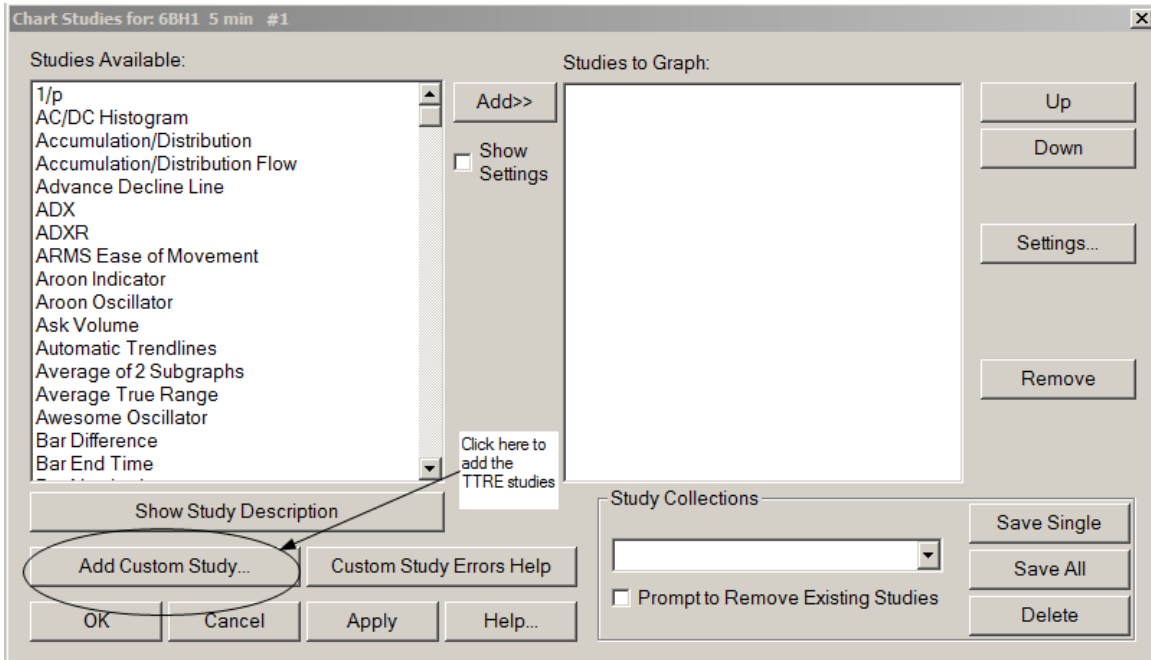 Chart Studies for: 6BH1 5 min #1
Studies Available:
1/p
AC/DC Histogram
Accumulation/Distribution
Accumulation/Distribution Flow
Advance Decline Line
ADX
ADXR
ARMS Ease of Movement
Aroon Indicator
Aroon Oscillator
Ask Volume
Automatic Trendlines
Average of 2 Subgraphs
Average True Range
Awesome Oscillator
Bar Difference
Bar End Time
Add>>
Show
Settings
Studies to Graph:
Up
Down
Settings...
Remove
Click here to
add the
TTRE studies
Show Study Description
Add Custom Study...
Custom Study Errors Help
OK
Cancel
Apply
Help...
Study Collections
Prompt to Remove Existing Studies
Save Single
Save All
Delete